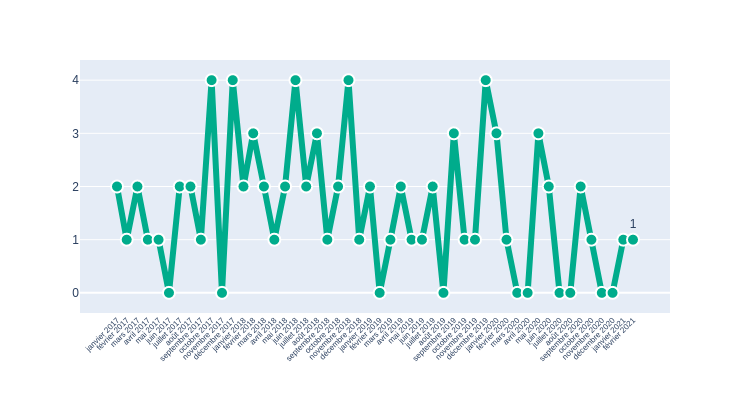 4
3
2
1
0
1
janvier 2017
février 2017
mars 2017
avril 2017
mai 2017
juin 2017
juillet 2017
août 2017
septembre 2017
octobre 2017
novembre 2017
décembre 2017
janvier 2018
février 2018
mars 2018
avril 2018
mai 2018
juin 2018
juillet 2018
août 2018
septembre 2018
octobre 2018
novembre 2018
décembre 2018
janvier 2019
février 2019
mars 2019
avril 2019
mai 2019
juin 2019
juillet 2019
août 2019
septembre 2019
octobre 2019
novembre 2019
décembre 2019
janvier 2020
février 2020
mars 2020
avril 2020
mai 2020
juin 2020
juillet 2020
août 2020
septembre 2020
octobre 2020
novembre 2020
décembre 2020
janvier 2021
février 2021